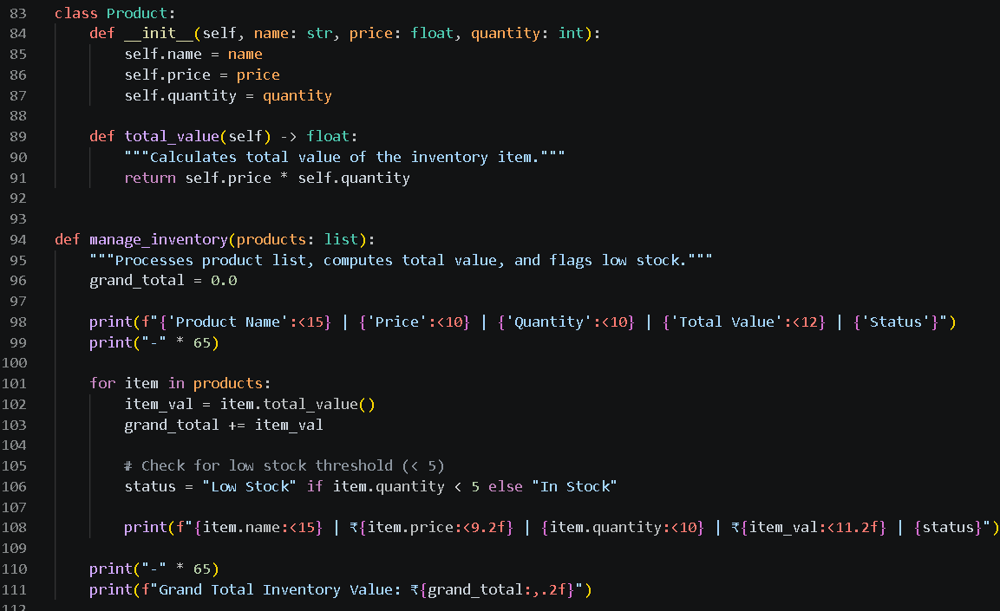 83 class Product:
84     def __init__(self, name: str, price: float, quantity: int):
85         self.name = name
86         self.price = price
87         self.quantity = quantity
88
89     def total_value(self) -> float:
90         """Calculates total value of the inventory item."""
91         return self.price * self.quantity
92
93
94 def manage_inventory(products: list):
95     """Processes product list, computes total value, and flags low stock."""
96     grand_total = 0.0
97
98     print(f"{'Product Name':<15} | {'Price':<10} | {'Quantity':<10} | {'Total Value':<12} | {'Status'}")
99     print("-" * 65)
100
101     for item in products:
102         item_val = item.total_value()
103         grand_total += item_val
104
105         # Check for low stock threshold (< 5)
106         status = "Low Stock" if item.quantity < 5 else "In Stock"
107
108         print(f"{item.name:<15} | ₹{item.price:<9.2f} | {item.quantity:<10} | ₹{item_val:<11.2f} | {status}")
109
110     print("-" * 65)
111     print(f"Grand Total Inventory Value: ₹{grand_total:,.2f}")
112